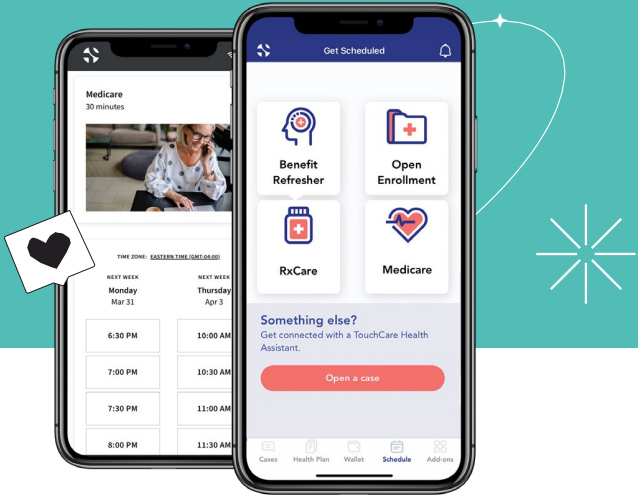 Medicare
30 minutes
TIME ZONE: EASTERN TIME (GMT-04:00)
NEXT WEEK
Monday
Mar 31
6:30 PM
7:00 PM
7:30 PM
8:00 PM
NEXT WEEK
Thursday
Apr 3
10:00 AM
10:30 AM
11:00 AM
11:30 AM
Get Scheduled
Benefit
Refresher
Open
Enrollment
RxCare
Medicare
Something else?
Get connected with a TouchCare Health
Assistant.
Open a case
Cases
Health Plan
Wallet
Schedule
Add-ons